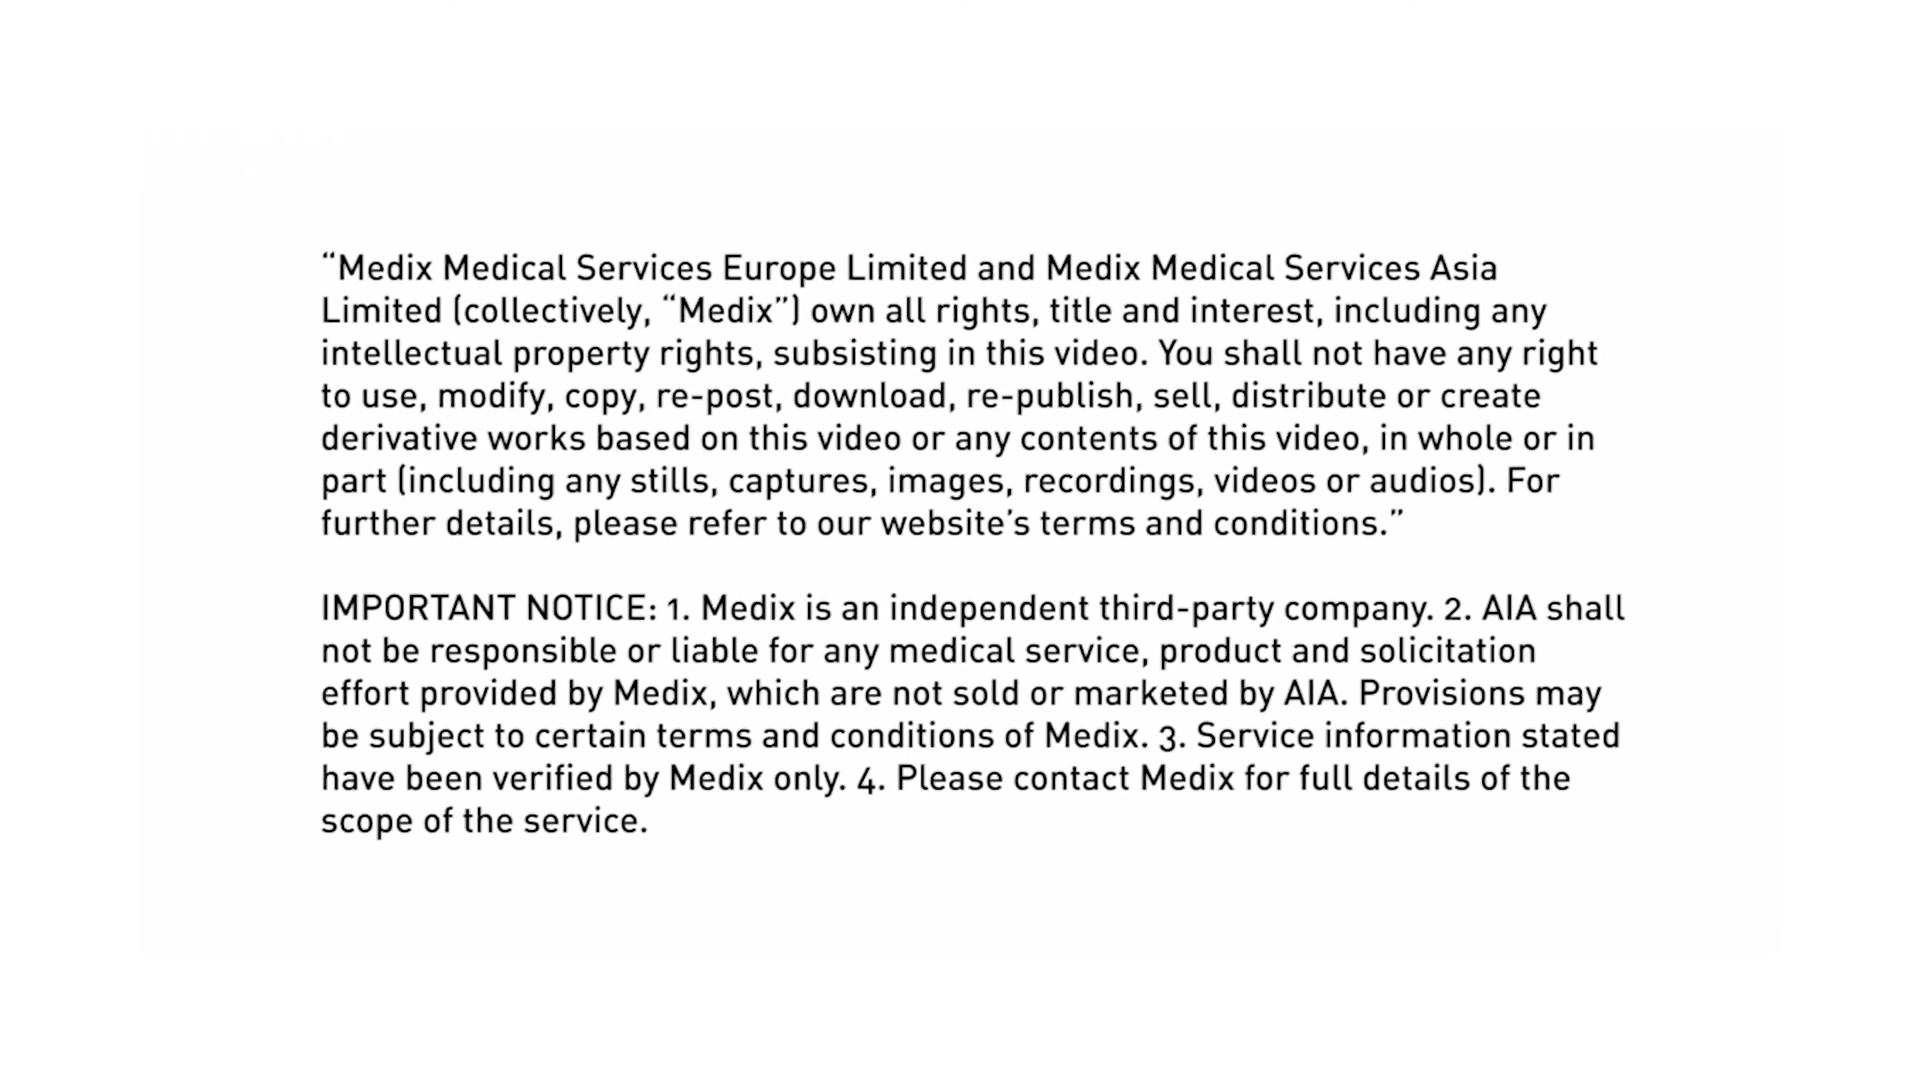 “Medix Medical Services Europe Limited and Medix Medical Services Asia
Limited (collectively, “Medix”) own all rights, title and interest, including any
intellectual property rights, subsisting in this video. You shall not have any right
to use, modify, copy, re-post, download, re-publish, sell, distribute or create
derivative works based on this video or any contents of this video, in whole or in
part (including any stills, captures, images, recordings, videos or audios). For
further details, please refer to our website’s terms and conditions.”
IMPORTANT NOTICE: 1. Medix is an independent third-party company. 2. AIA shall
not be responsible or liable for any medical service, product and solicitation
effort provided by Medix, which are not sold or marketed by AIA. Provisions may
be subject to certain terms and conditions of Medix. 3. Service information stated
have been verified by Medix only. 4. Please contact Medix for full details of the
scope of the service.